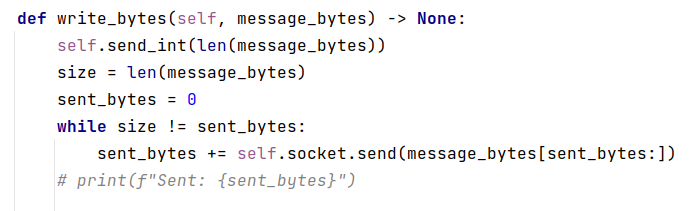 def write_bytes(self, message_bytes) -> None:
    self.send_int(len(message_bytes))
    size = len(message_bytes)
    sent_bytes = 0
    while size != sent_bytes:
        sent_bytes += self.socket.send(message_bytes[sent_bytes:])
    # print(f"Sent: {sent_bytes}")